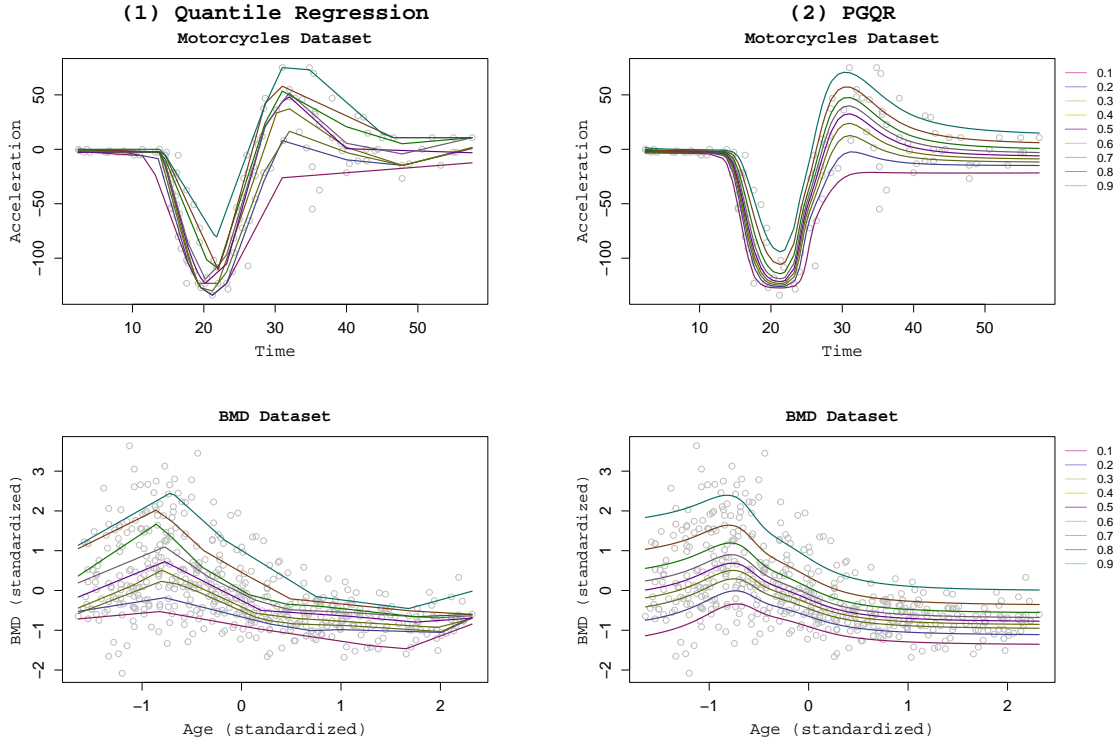 (1) Quantile Regression
(2) PGQR
Motorcycles Dataset
Motorcycles Dataset
Acceleration
50
0
−50
−100
10 20 30 40 50
Time
Acceleration
50
0
−50
−100
10 20 30 40 50
Time
0.1
0.2
0.3
0.4
0.5
0.6
0.7
0.8
0.9
BMD Dataset
BMD Dataset
BMD (standardized)
3
2
1
0
−1
−2
−1 0 1 2
Age (standardized)
BMD (standardized)
3
2
1
0
−1
−2
−1 0 1 2
Age (standardized)
0.1
0.2
0.3
0.4
0.5
0.6
0.7
0.8
0.9